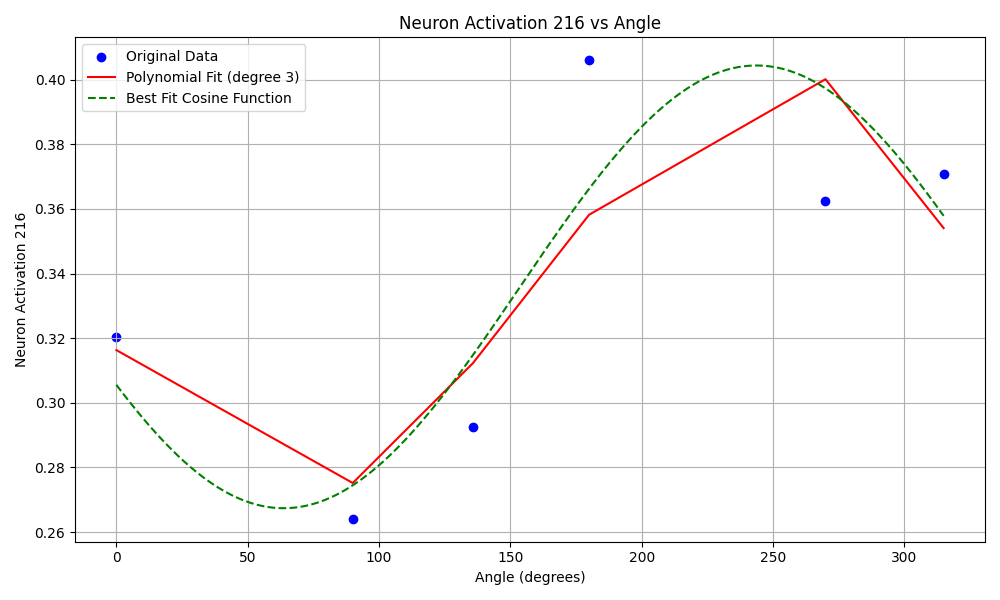 Neuron Activation 216 vs Angle
Original Data
Polynomial Fit (degree 3)
Best Fit Cosine Function
Neuron Activation 216
0.40
0.38
0.36
0.34
0.32
0.30
0.28
0.26
0
50
100
150
200
250
300
Angle (degrees)